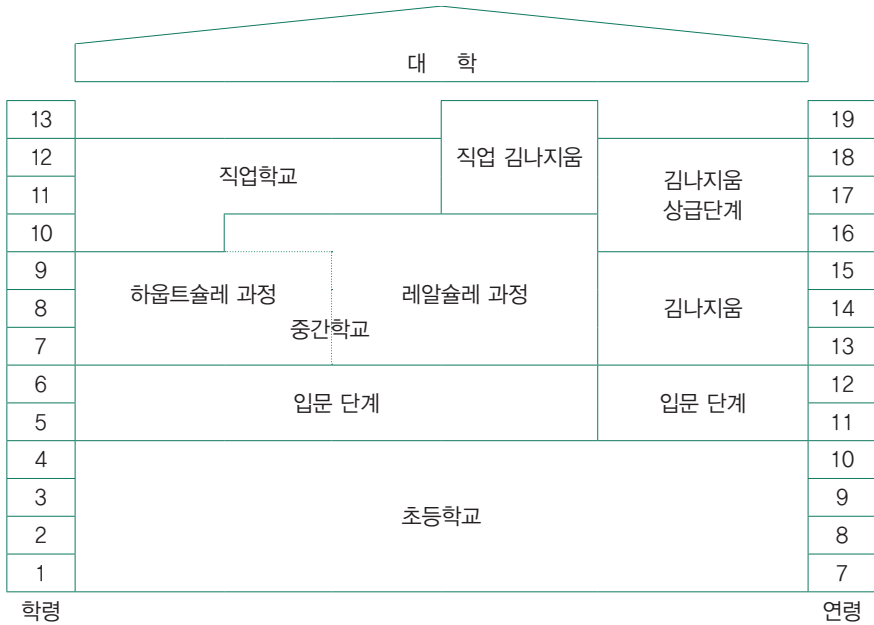 대 학
13 19
12 직업 김나지움 18
직업학교 김나지움
11 17
상급단계
10 16
9 15
하웁트슐레 과정 레알슐레 과정 김나지움
8 14
중간학교
7 13
6 12
입문 단계 입문 단계
5 11
4 10
3 9
초등학교
2 8
1 7
학령 연령